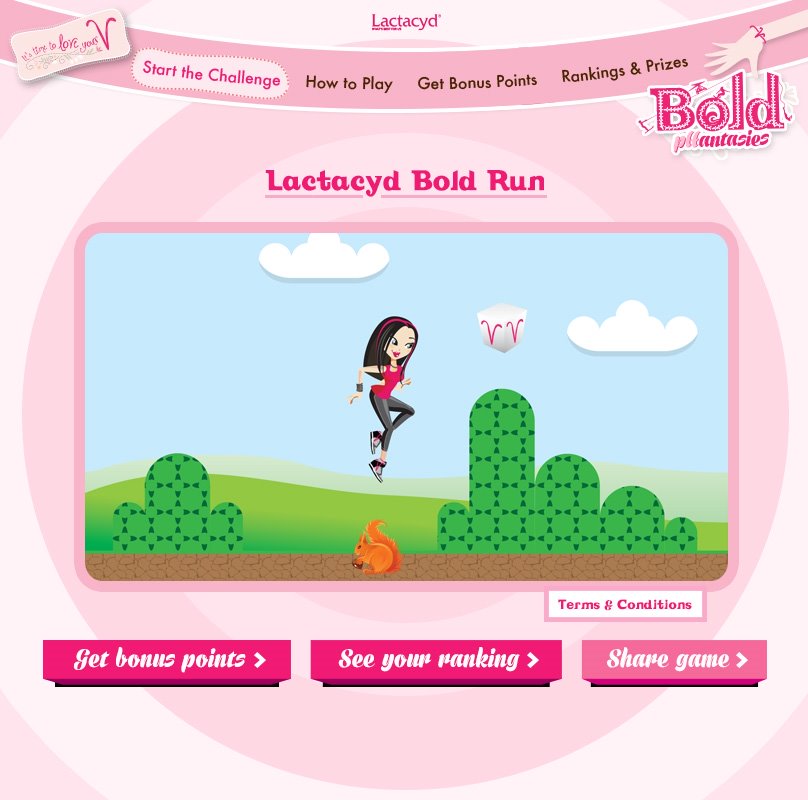 Lactacyd®
It's time to love your V
Start the Challenge
How to Play
Get Bonus Points
Rankings & Prizes
Bold
pHantasies
Lactacyd Bold Run
V V
Terms & Conditions
Get bonus points >
See your ranking >
Share game >